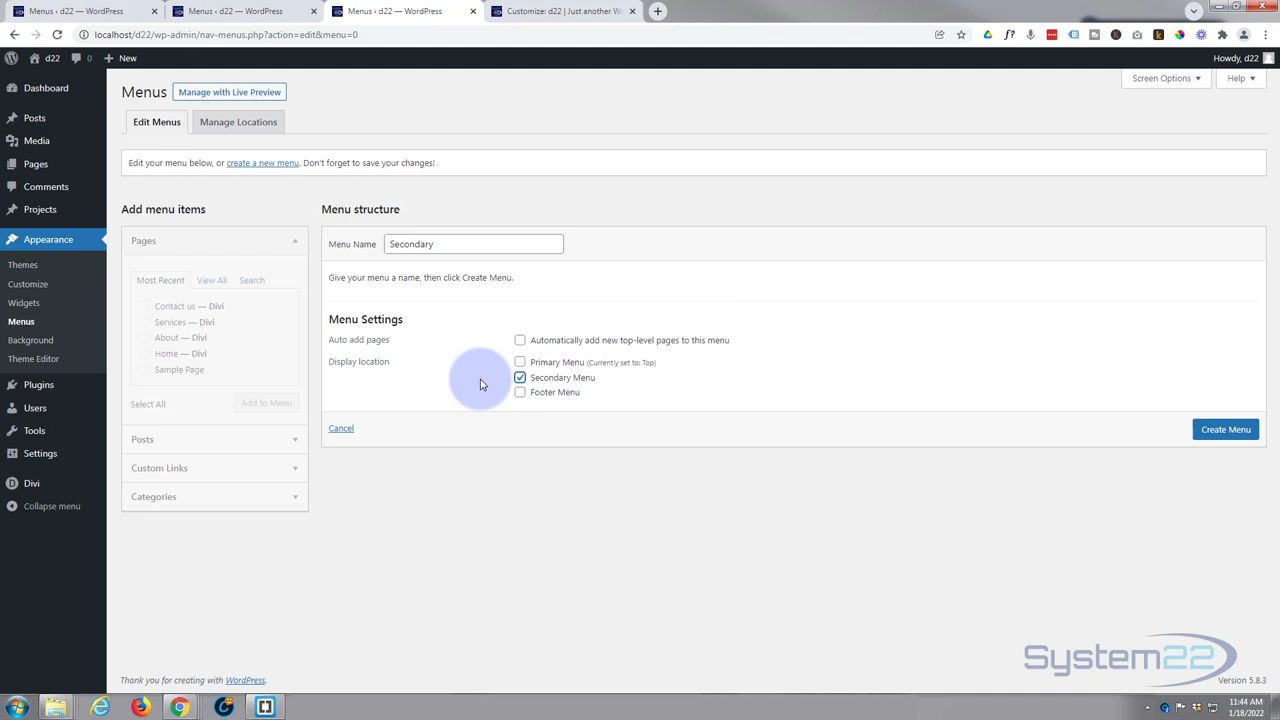 Menus ‹ d22 — WordPress
Menus ‹ d22 — WordPress
Menus ‹ d22 — WordPress
Customize: d22 | Just another W
localhost/d22/wp-admin/nav-menus.php?action=edit&menu=0
d22
0
New
Howdy, d22
Dashboard
Posts
Media
Pages
Comments
Projects
Appearance
Themes
Customize
Widgets
Menus
Background
Theme Editor
Plugins
Users
Tools
Settings
Divi
Collapse menu
Screen Options
Help
Menus
Manage with Live Preview
Edit Menus
Manage Locations
Edit your menu below, or create a new menu. Don't forget to save your changes!
Add menu items
Pages
Most Recent
View All
Search
Contact us — Divi
Services — Divi
About — Divi
Home — Divi
Sample Page
Select All
Add to Menu
Posts
Custom Links
Categories
Menu structure
Menu Name
Secondary
Give your menu a name, then click Create Menu.
Menu Settings
Auto add pages
Automatically add new top-level pages to this menu
Display location
Primary Menu (Currently set to: Top)
Secondary Menu
Footer Menu
Cancel
Create Menu
System22
Thank you for creating with WordPress.
Version 5.8.3
11:44 AM
1/18/2022